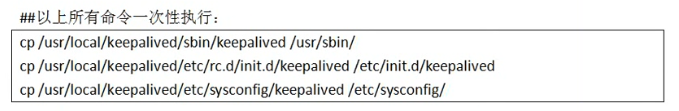 ##以上所有命令一次性执行：
cp /usr/local/keepalived/sbin/keepalived /usr/sbin/
cp /usr/local/keepalived/etc/rc.d/init.d/keepalived /etc/init.d/keepalived
cp /usr/local/keepalived/etc/sysconfig/keepalived /etc/sysconfig/